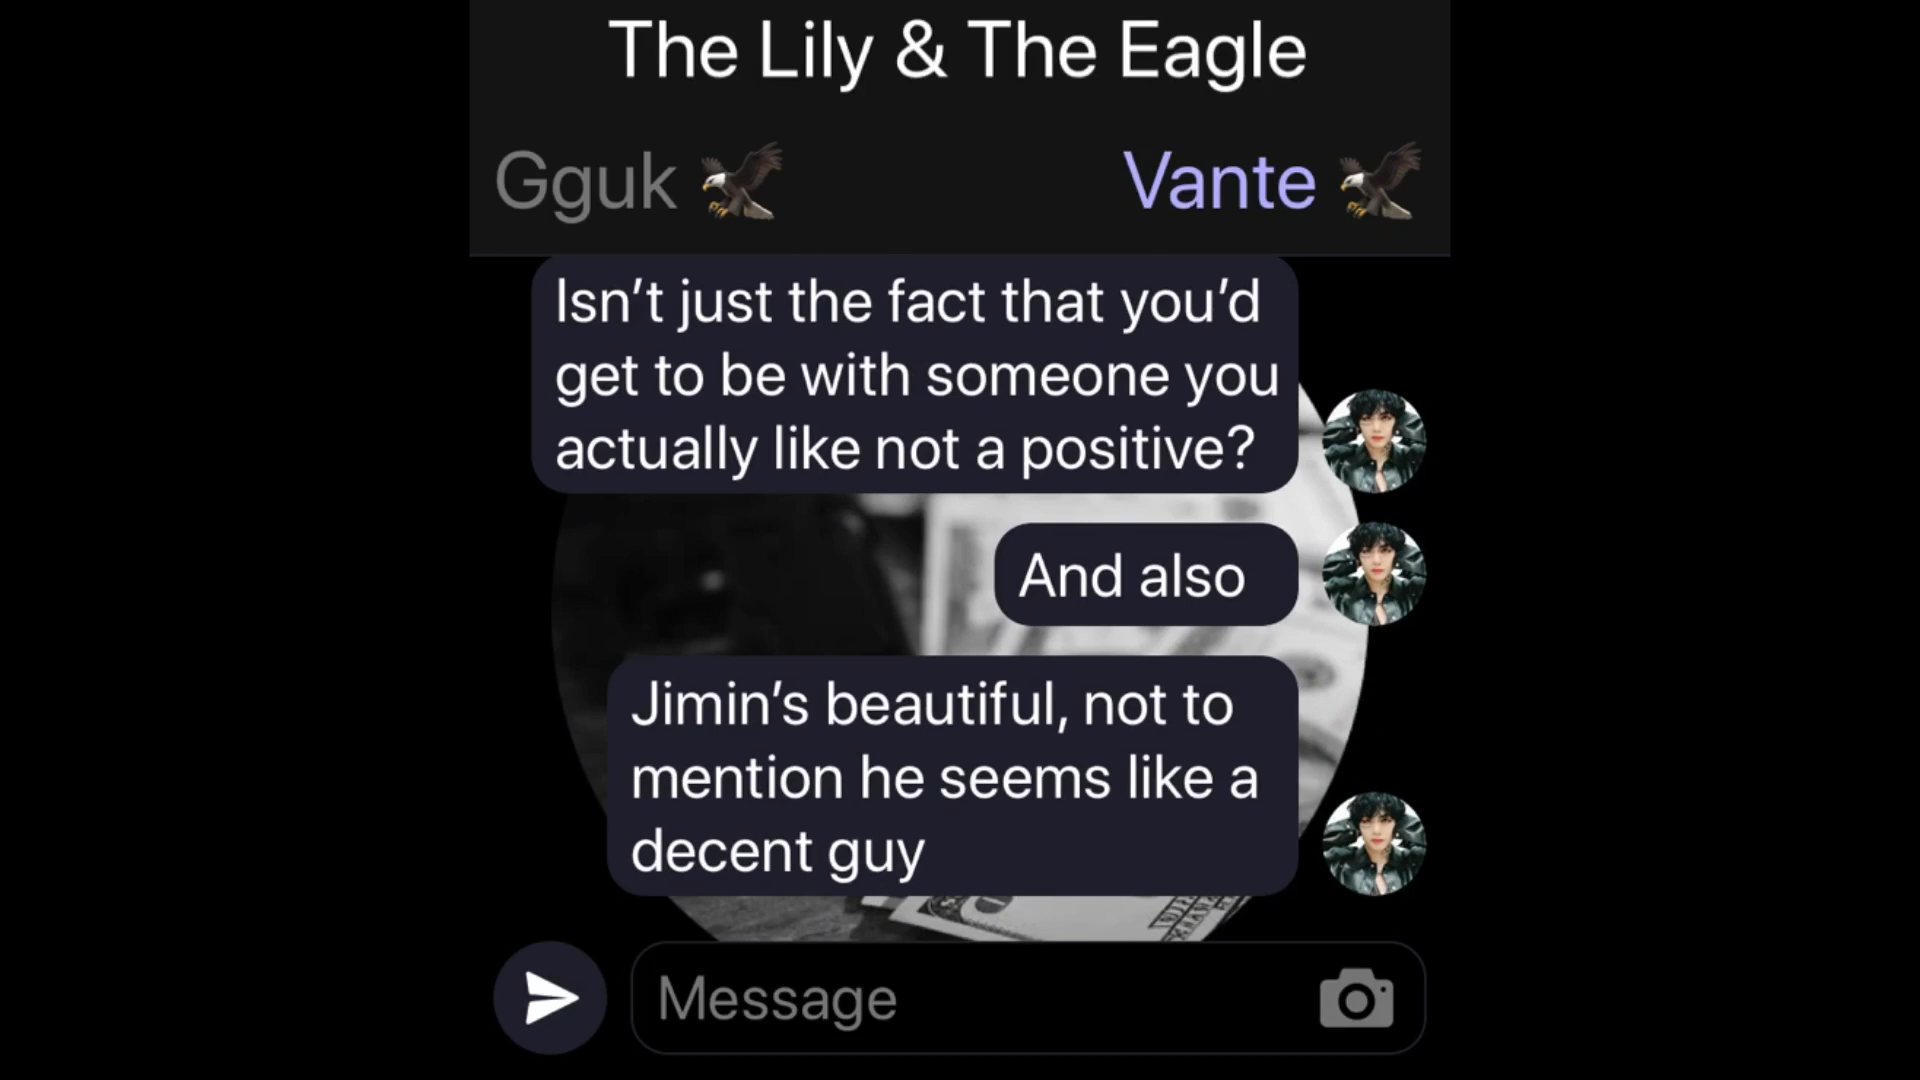 The Lily & The Eagle
Gguk 🦅
Vante 🦅
Isn’t just the fact that you’d
get to be with someone you
actually like not a positive?
And also
Jimin’s beautiful, not to
mention he seems like a
decent guy
Message